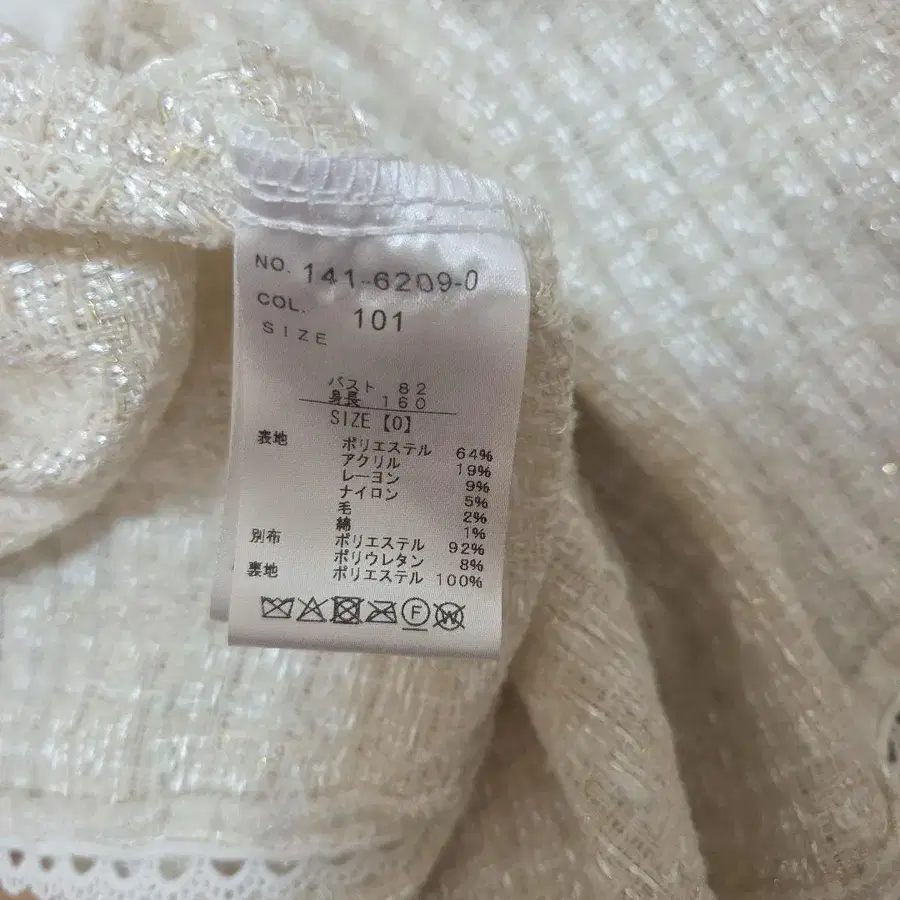 NO. 141-6209-0
COL. 101
SIZE
バスト 82
身長 160
SIZE【0】
表地 ポリエステル 64%
アクリル 19%
レーヨン 9%
ナイロン 5%
毛 2%
綿 1%
別布 ポリエステル 92%
ポリウレタン 8%
裏地 ポリエステル 100%
F W